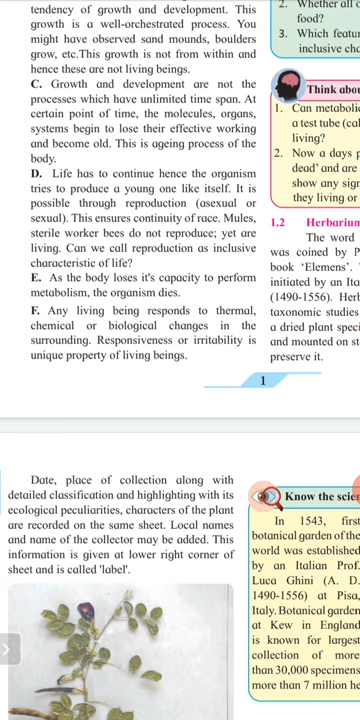 tendency of growth and development. This
growth is a well-orchestrated process. You
might have observed sand mounds, boulders
grow, etc.This growth is not from within and
hence these are not living beings.
C. Growth and development are not the
processes which have unlimited time span. At
certain point of time, the molecules, organs,
systems begin to lose their effective working
and become old. This is ageing process of the
body.
D. Life has to continue hence the organism
tries to produce a young one like itself. It is
possible through reproduction (asexual or
sexual). This ensures continuity of race. Mules,
sterile worker bees do not reproduce; yet are
living. Can we call reproduction as inclusive
characteristic of life?
E. As the body loses it's capacity to perform
metabolism, the organism dies.
F. Any living being responds to thermal,
chemical or biological changes in the
surrounding. Responsiveness or irritability is
unique property of living beings.
2. Whether all
food?
3. Which
inclusive
Think
1. Can
a test tube
living?
2. Now a days
dead' and are
show any
they living or
1.2 Herbarium
The word
was coined by
book 'Elemens'.
initiated by an
(1490-1556).
taxonomic studies
a dried plant
and mounted on
preserve it.
1
Date, place of collection along with
detailed classification and highlighting with its
ecological peculiarities, characters of the plant
are recorded on the same sheet. Local names
and name of the collector may be added. This
information is given at lower right corner of
sheet and is called 'label'.
Know the
In 1543, first
botanical garden of the
world was established
by an Italian Prof.
Luca Ghini (A. D.
1490-1556) at Pisa,
Italy. Botanical garden
at Kew in England
is known for largest
collection of more
than 30,000 specimens
more than 7 million